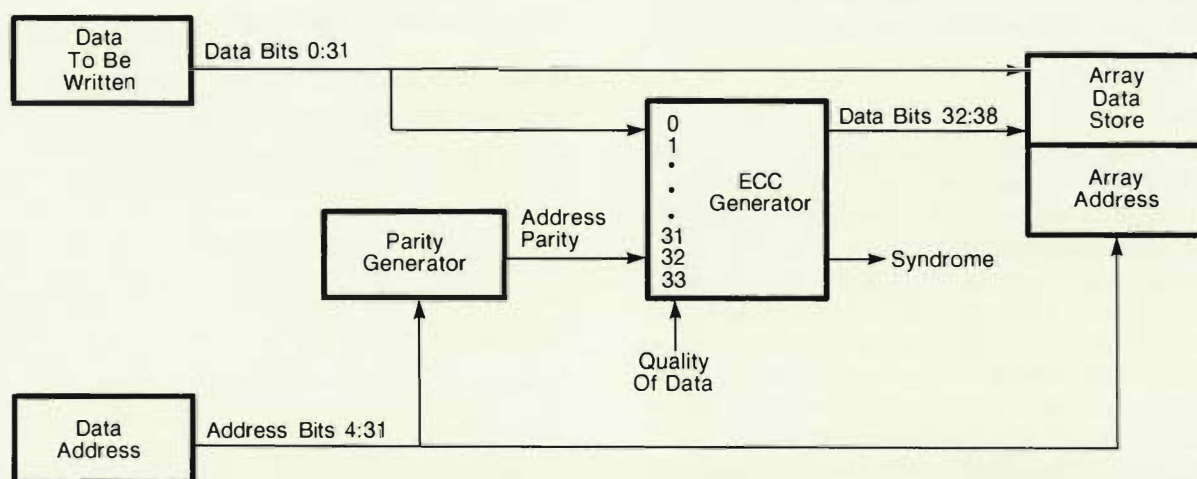 Data
To Be
Written
Data Bits 0:31
Array
Data
Store
Array
Address
0
1
•
•
•
31
32
33
ECC
Generator
Data Bits 32:38
Syndrome
Parity
Generator
Address
Parity
Quality
Of Data
Data
Address
Address Bits 4:31